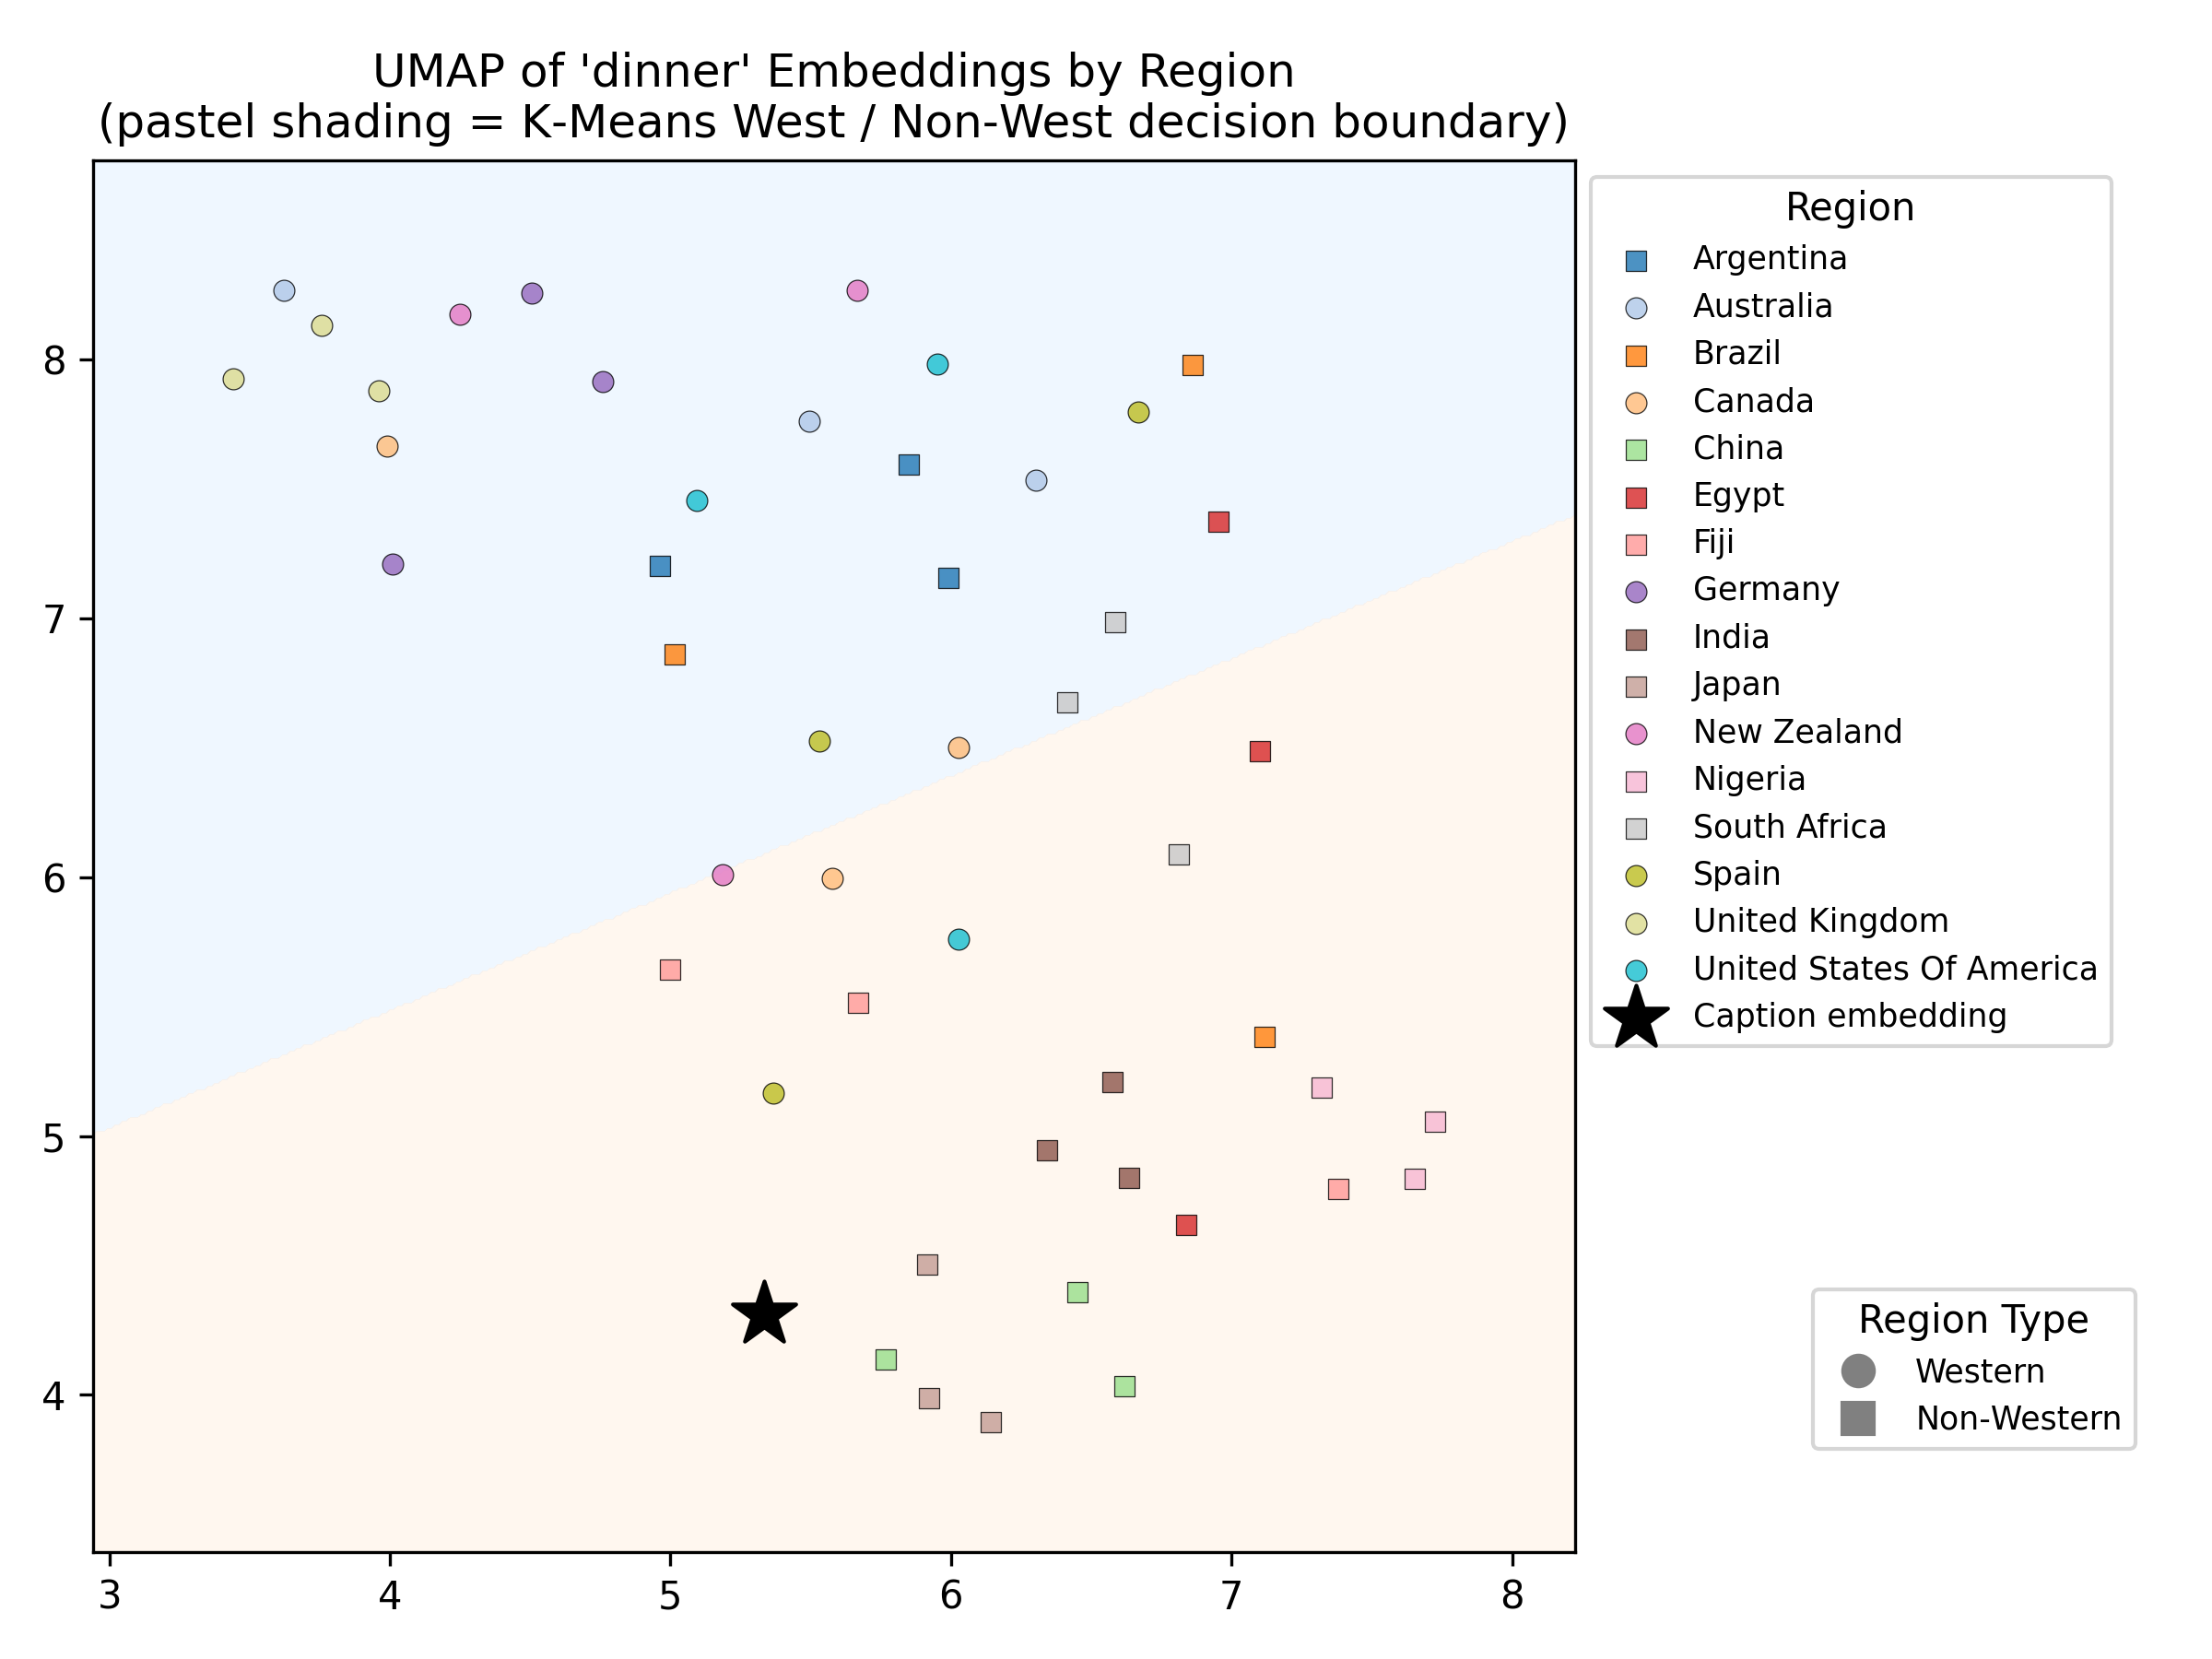 UMAP of 'dinner' Embeddings by Region
(pastel shading = K-Means West / Non-West decision boundary)
8
7
6
5
4
3
4
5
6
7
8
Region
Argentina
Australia
Brazil
Canada
China
Egypt
Fiji
Germany
India
Japan
New Zealand
Nigeria
South Africa
Spain
United Kingdom
United States Of America
Caption embedding
Region Type
Western
Non-Western